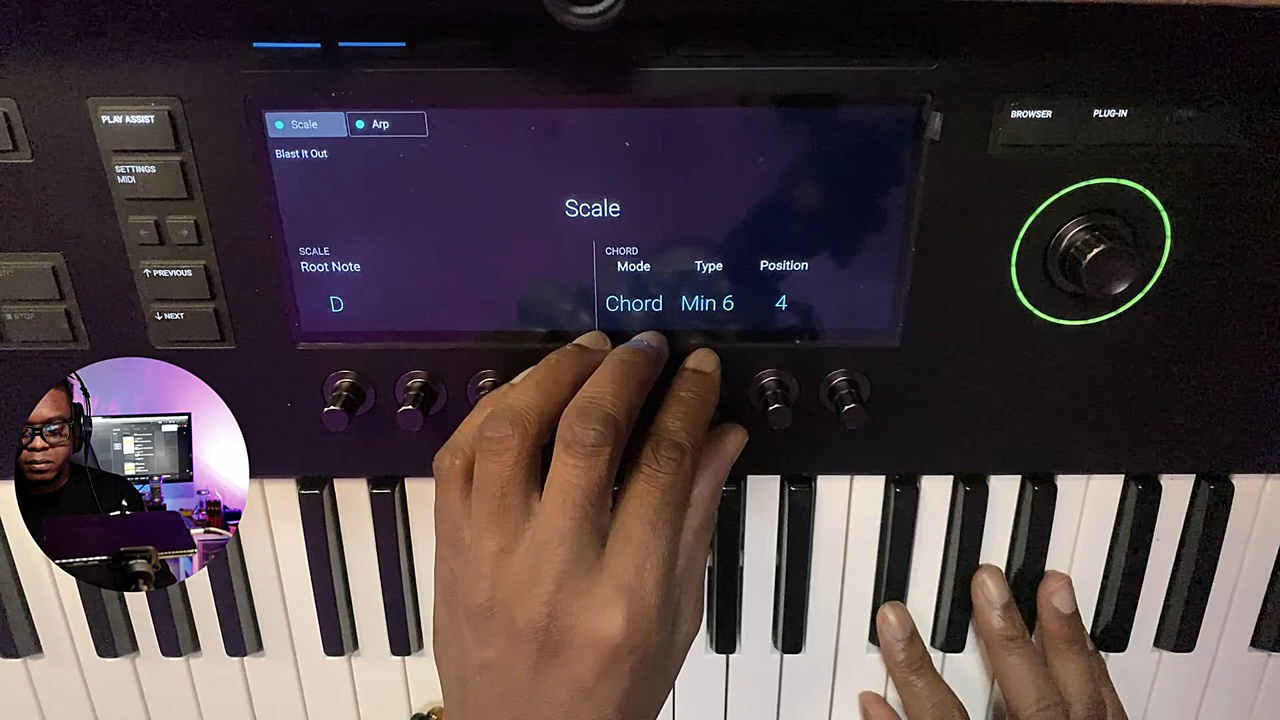 PLAY ASSIST
SETTINGS
MIDI
↑ PREVIOUS
↓ NEXT
STOP
Scale
Arp
Blast It Out
Scale
SCALE
Root Note
D
CHORD
Mode Type Position
Chord Min 6 4
BROWSER
PLUG-IN